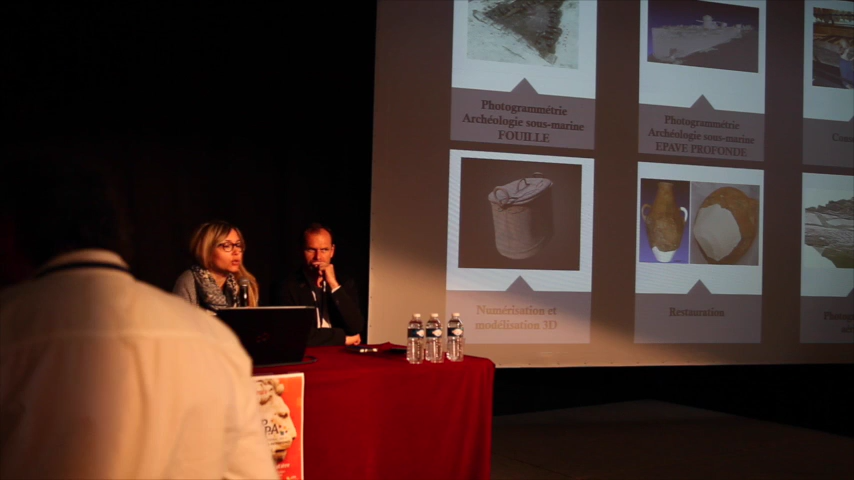 Photogrammétrie
Archéologie sous-marine
FOUILLE
Photogrammétrie
Archéologie sous-marine
EPAVE PROFONDE
Numérisation et
modélisation 3D
Restauration